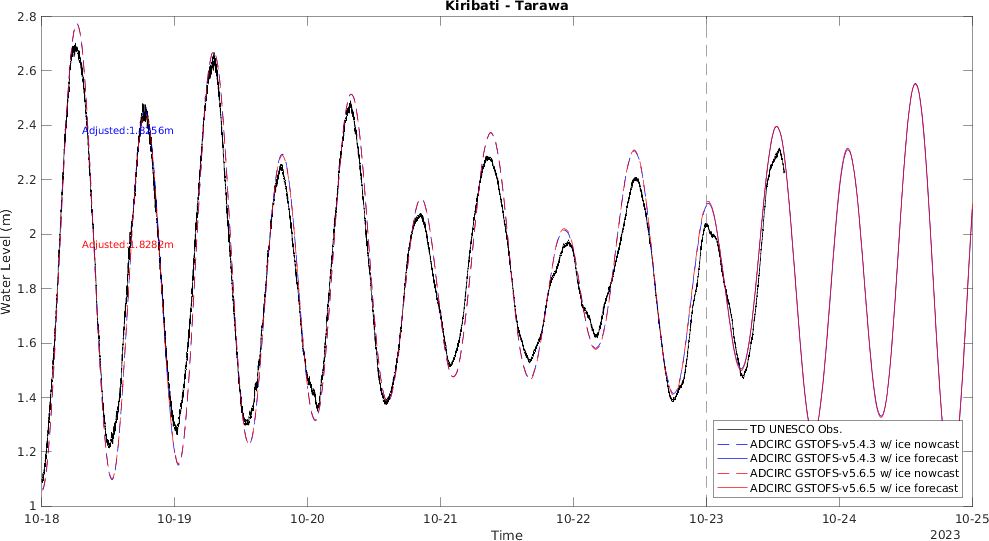 Kiribati - Tarawa
2.8
2.6
2.4
2.2
2
1.8
1.6
1.4
1.2
1
Water Level (m)
Adjusted:1.8256m
Adjusted:1.8282m
TD UNESCO Obs.
ADCIRC GSTOFS-v5.4.3 w/ ice nowcast
ADCIRC GSTOFS-v5.4.3 w/ ice forecast
ADCIRC GSTOFS-v5.6.5 w/ ice nowcast
ADCIRC GSTOFS-v5.6.5 w/ ice forecast
10-18 10-19 10-20 10-21 10-22 10-23 10-24 10-25
Time
2023